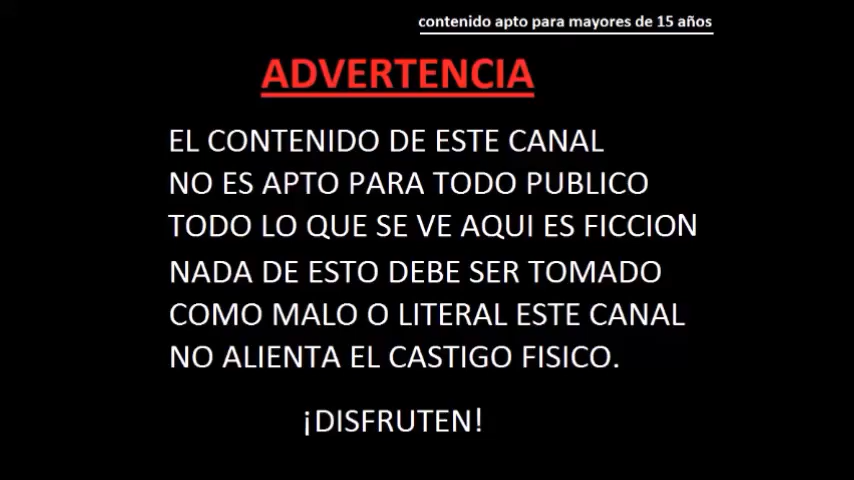 contenido apto para mayores de 15 años
ADVERTENCIA
EL CONTENIDO DE ESTE CANAL
NO ES APTO PARA TODO PUBLICO
TODO LO QUE SE VE AQUI ES FICCION
NADA DE ESTO DEBE SER TOMADO
COMO MALO O LITERAL ESTE CANAL
NO ALIENTA EL CASTIGO FISICO.
¡DISFRUTEN!